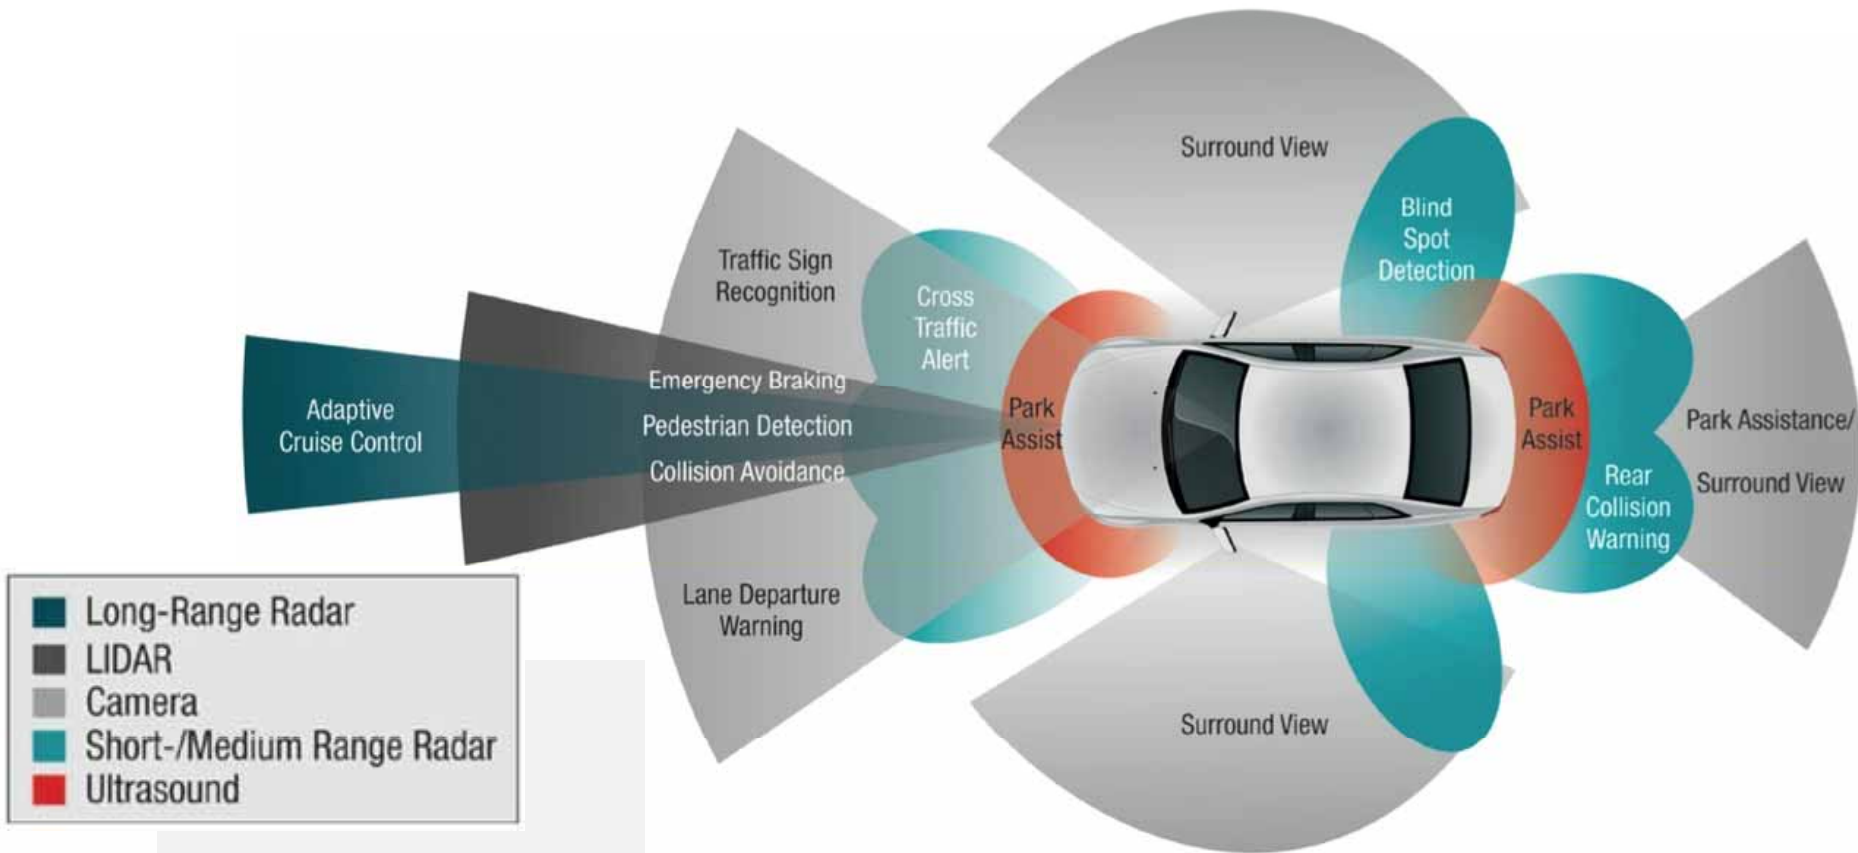 Surround View
Blind
Spot
Detection
Traffic Sign
Recognition
Cross
Traffic
Alert
Emergency Braking
Adaptive
Cruise Control
Pedestrian Detection
Collision Avoidance
Park
Assist
Park
Assist
Park Assistance/
Surround View
Rear
Collision
Warning
Lane Departure
Warning
Surround View
Long-Range Radar
LIDAR
Camera
Short-/Medium Range Radar
Ultrasound